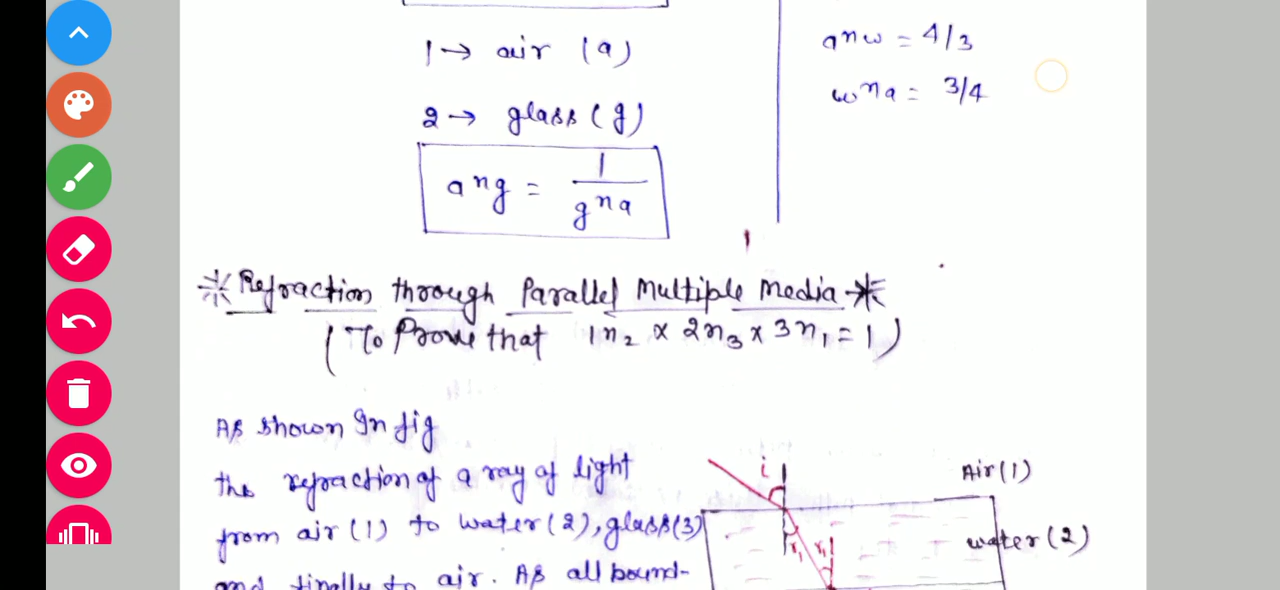 1→ air (a)
2→ glass (g)
ang = 1/gna
anw = 4/3
wna = 3/4
* Refraction through Parallel Multiple Media *
(To Prove that 1n₂ x 2n₃ x 3n₁ = 1)
As shown In fig
the refraction of a ray of light
from air (1) to water (2), glass (3)
and finally to air. As all bound-
i
Air (1)
water (2)
r₁ r₁